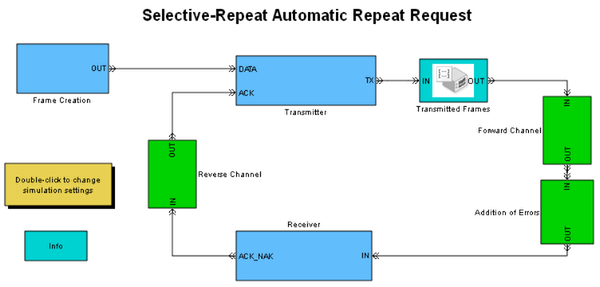 Selective-Repeat Automatic Repeat Request
OUT
Frame Creation
DATA
ACK
TX
Transmitter
IN
OUT
Transmitted Frames
IN
Forward Channel
OUT
OUT
Reverse Channel
IN
IN
Addition of Errors
OUT
Double-click to change
simulation settings
Info
Receiver
ACK_NAK
IN